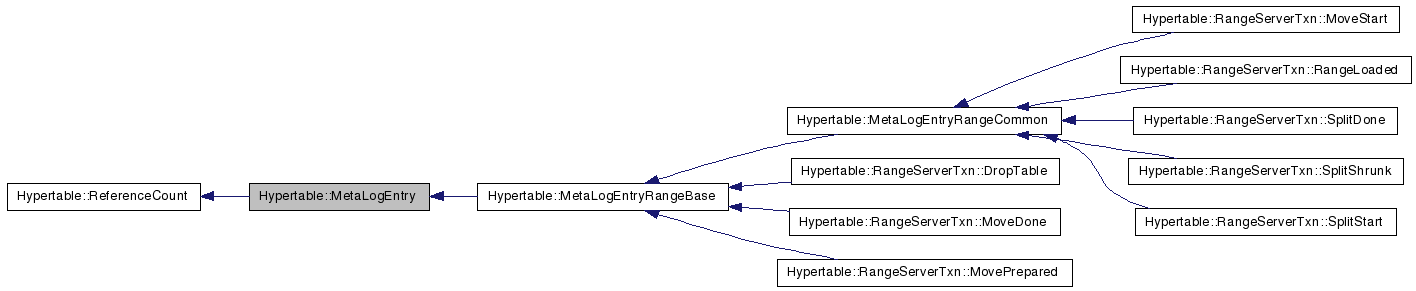 Hypertable::RangeServerTxn::MoveStart
Hypertable::RangeServerTxn::RangeLoaded
Hypertable::MetaLogEntryRangeCommon
Hypertable::RangeServerTxn::SplitDone
Hypertable::RangeServerTxn::DropTable
Hypertable::RangeServerTxn::SplitShrunk
Hypertable::ReferenceCount
Hypertable::MetaLogEntry
Hypertable::MetaLogEntryRangeBase
Hypertable::RangeServerTxn::MoveDone
Hypertable::RangeServerTxn::SplitStart
Hypertable::RangeServerTxn::MovePrepared